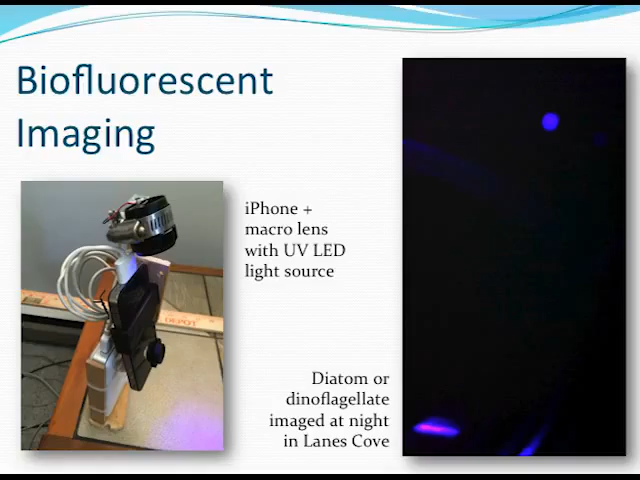 Biofluorescent
Imaging
iPhone +
macro lens
with UV LED
light source
DEPOT
Diatom or
dinoflagellate
imaged at night
in Lanes Cove